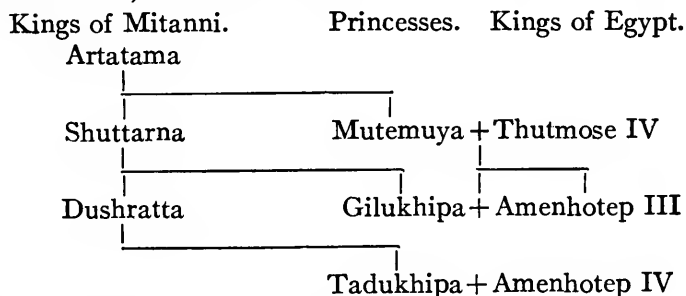 Kings of Mitanni. Princesses. Kings of Egypt.
Artatama
Shuttarna Mutemuya + Thutmose IV
Dushratta Gilukhipa + Amenhotep III
Tadukhipa + Amenhotep IV